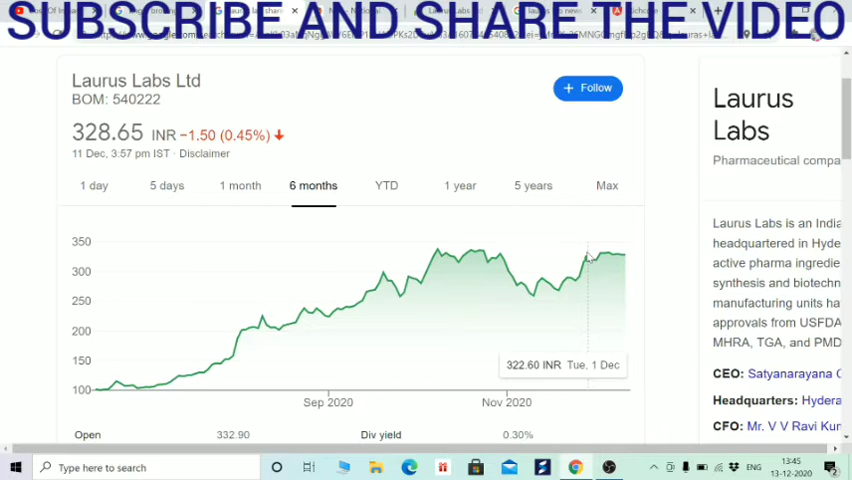 SUBSCRIBE AND SHARE THE VIDEO
Laurus Labs Ltd
BOM: 540222
+ Follow
328.65 INR −1.50 (0.45%)
11 Dec, 3:57 pm IST · Disclaimer
1 day 5 days 1 month 6 months YTD 1 year 5 years Max
350
300
250
200
150
100
322.60 INR Tue, 1 Dec
Sep 2020 Nov 2020
Open 332.90 Div yield 0.30%
Laurus
Labs
Pharmaceutical compa
Laurus Labs is an India
headquartered in Hyde
active pharma ingredie
synthesis and biotechn
manufacturing units ha
approvals from USFDA
MHRA, TGA, and PMD
CEO: Satyanarayana C
Headquarters: Hydera
CFO: Mr. V V Ravi Kum
Type here to search
ENG
13:45
13-12-2020